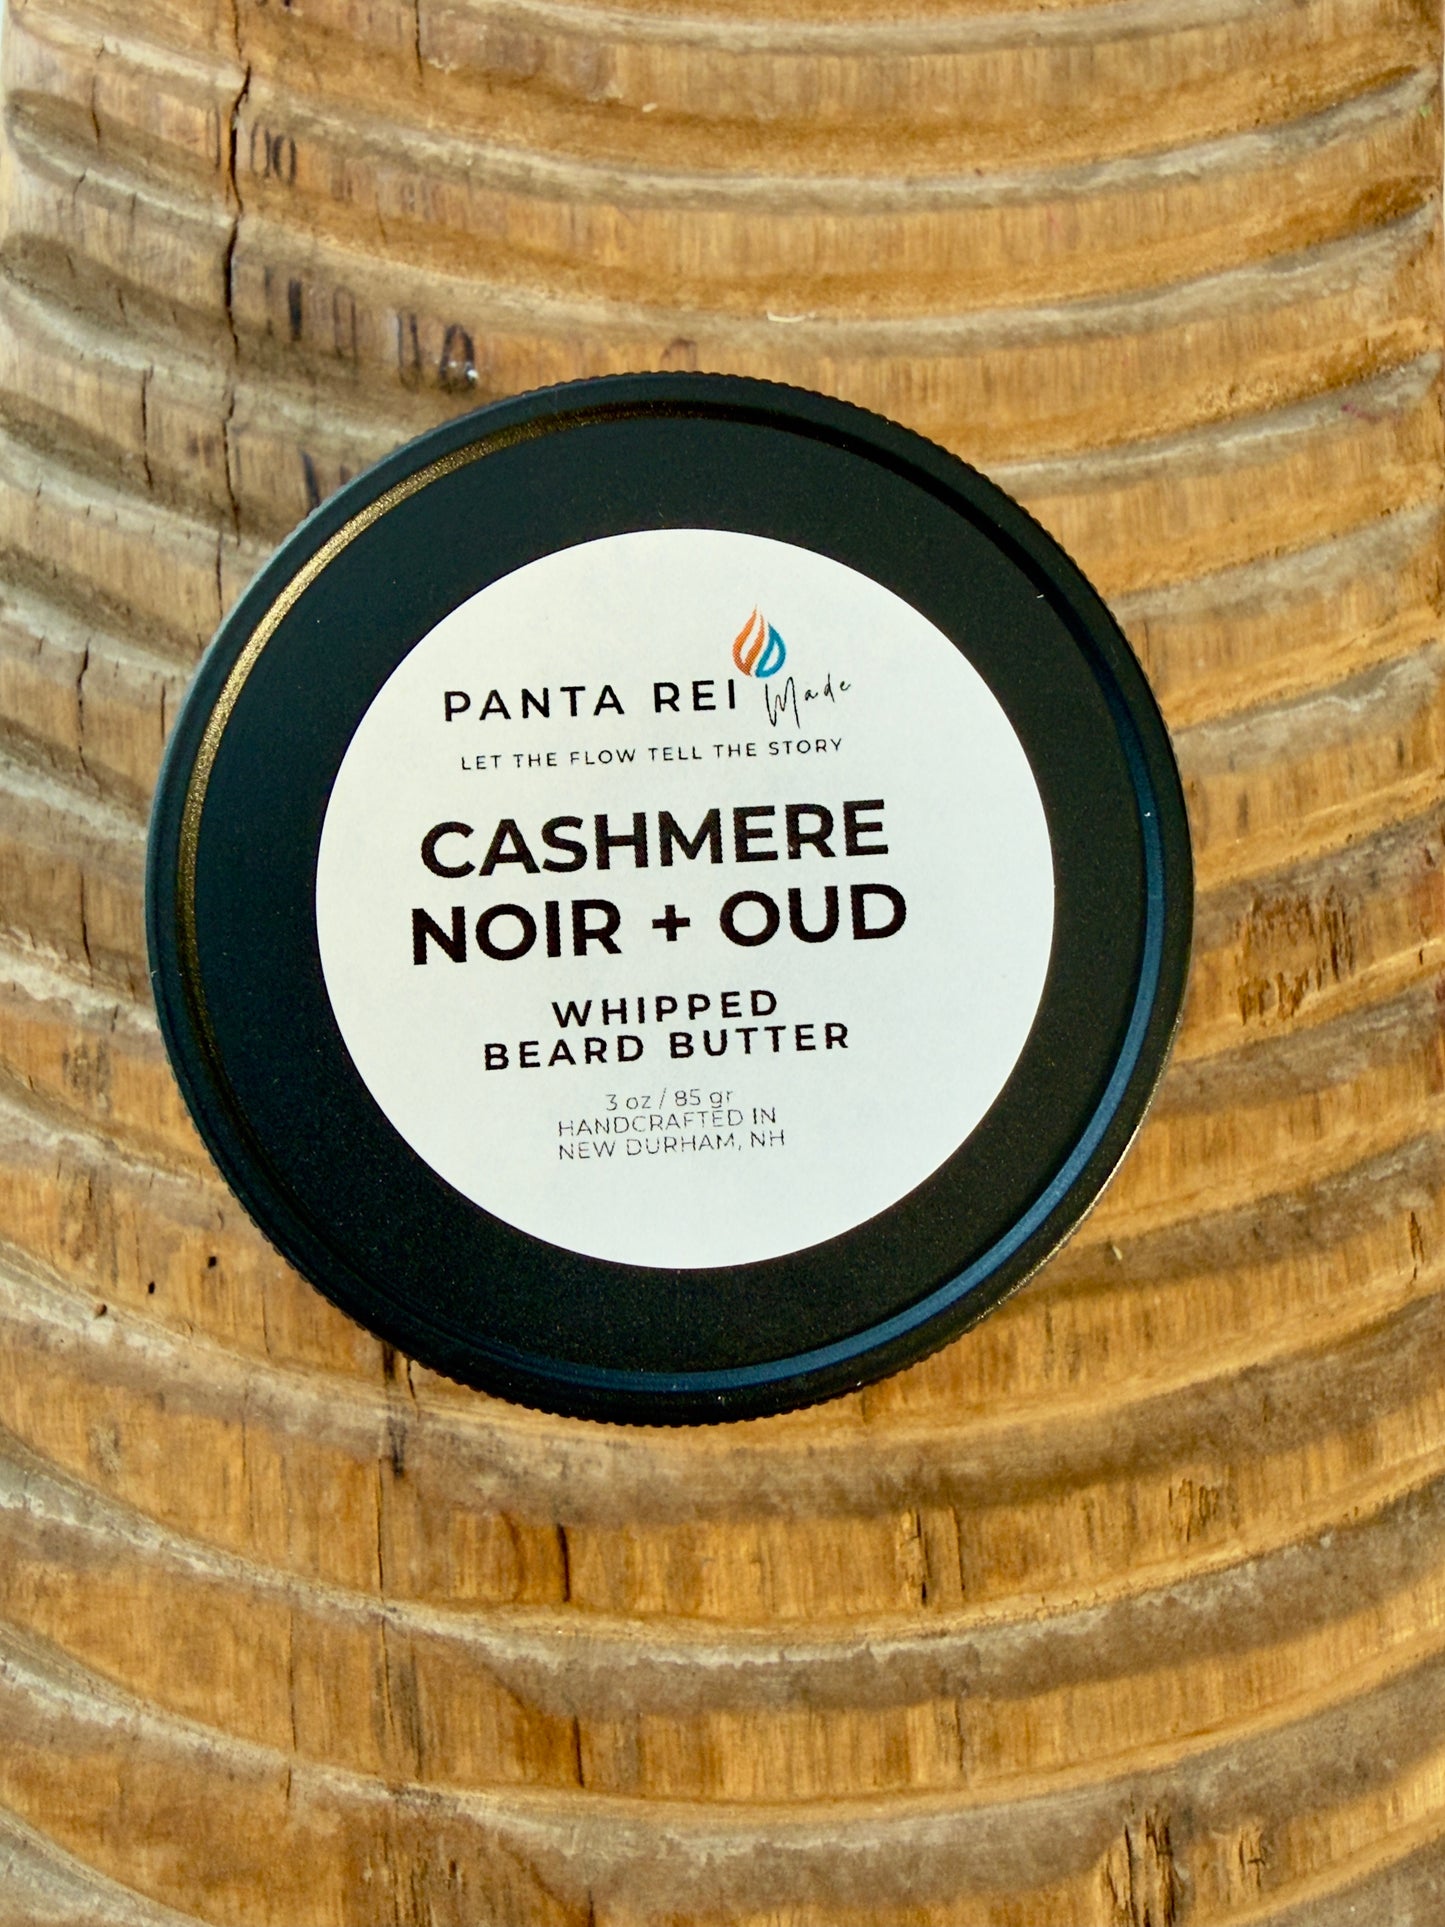 PANTA REI Made
LET THE FLOW TELL THE STORY
CASHMERE
NOIR + OUD
WHIPPED
BEARD BUTTER
3 oz / 85 gr
HANDCRAFTED IN
NEW DURHAM, NH